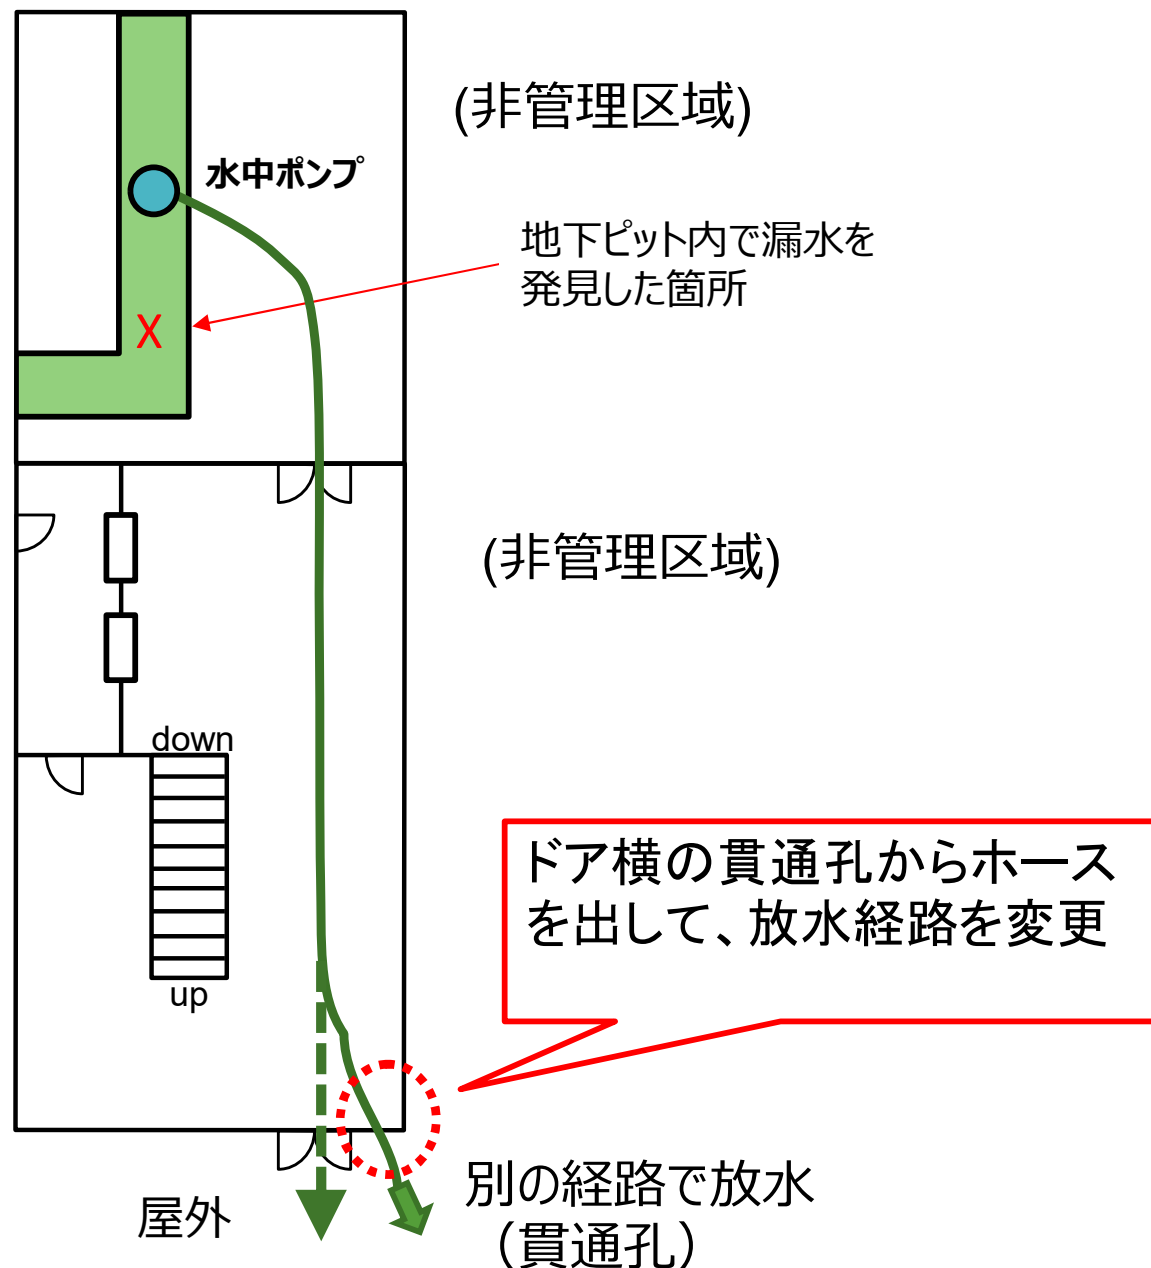 (非管理区域)
水中ポンプ
地下ピット内で漏水を
発見した箇所
X
(非管理区域)
down
up
ドア横の貫通孔からホース
を出して、放水経路を変更
別の経路で放水
（貫通孔）
屋外